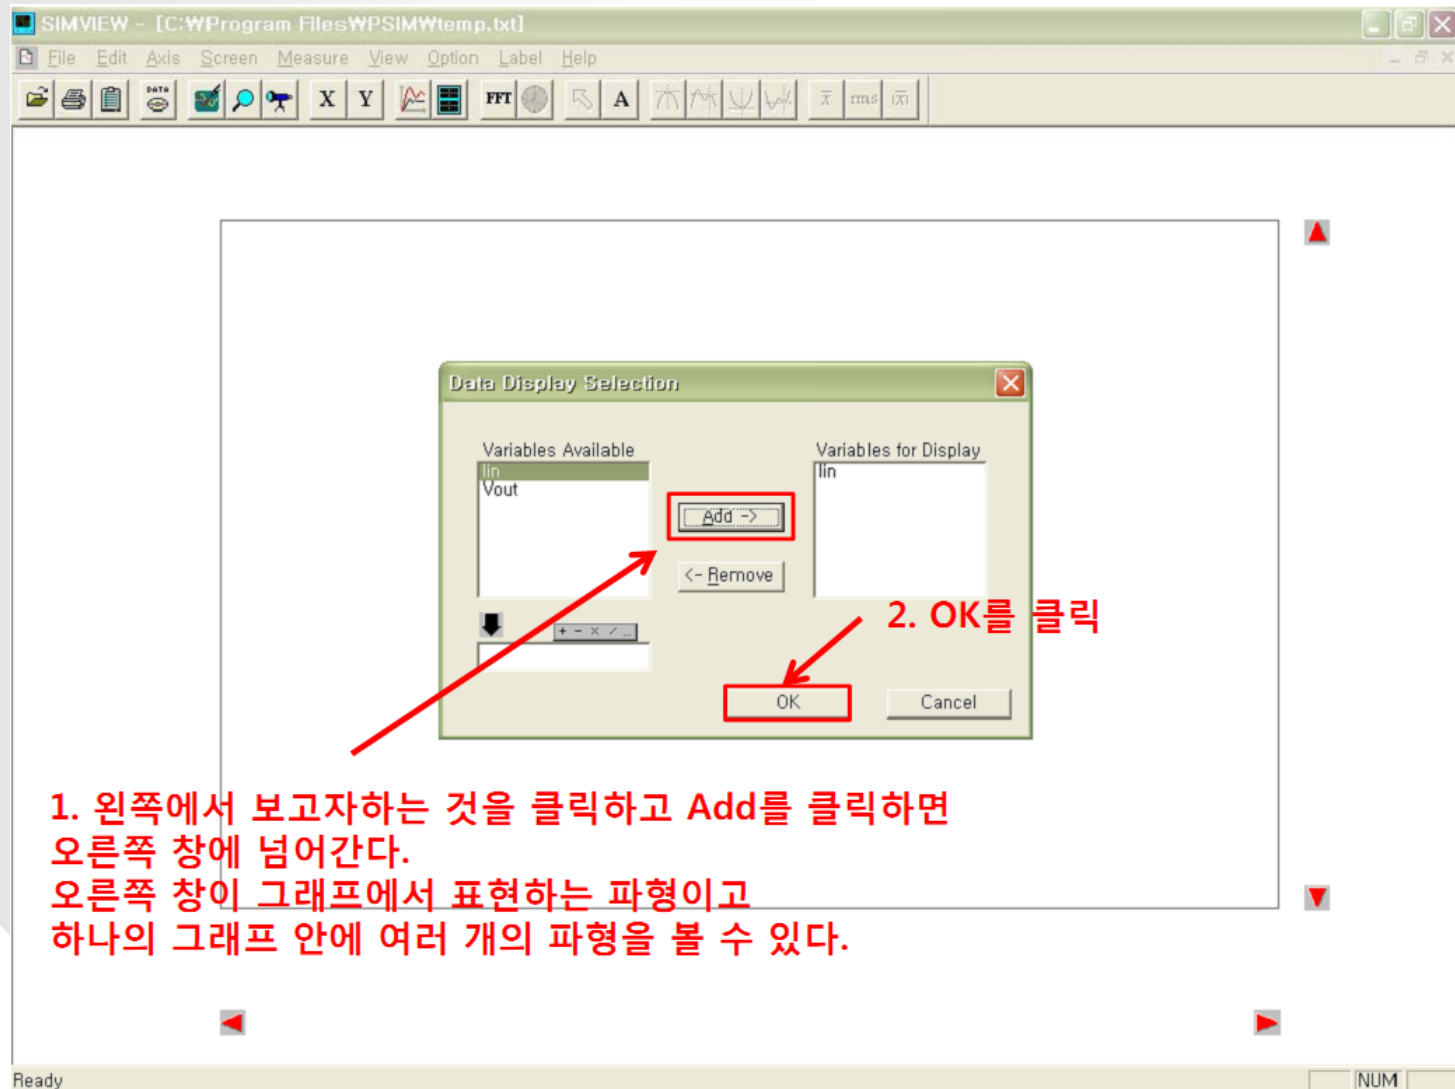 SIMVIEW - [C:₩Program Files₩PSIM₩temp.txt]
File Edit Axis Screen Measure View Option Label Help
DATA X Y FFT A x rms |x|
Data Display Selection
Variables Available Variables for Display
Iin Iin
Vout
Add ->
<- Remove
2. OK를 클릭
+ - × / ...
OK Cancel
1. 왼쪽에서 보고자하는 것을 클릭하고 Add를 클릭하면
오른쪽 창에 넘어간다.
오른쪽 창이 그래프에서 표현하는 파형이고
하나의 그래프 안에 여러 개의 파형을 볼 수 있다.
Ready NUM